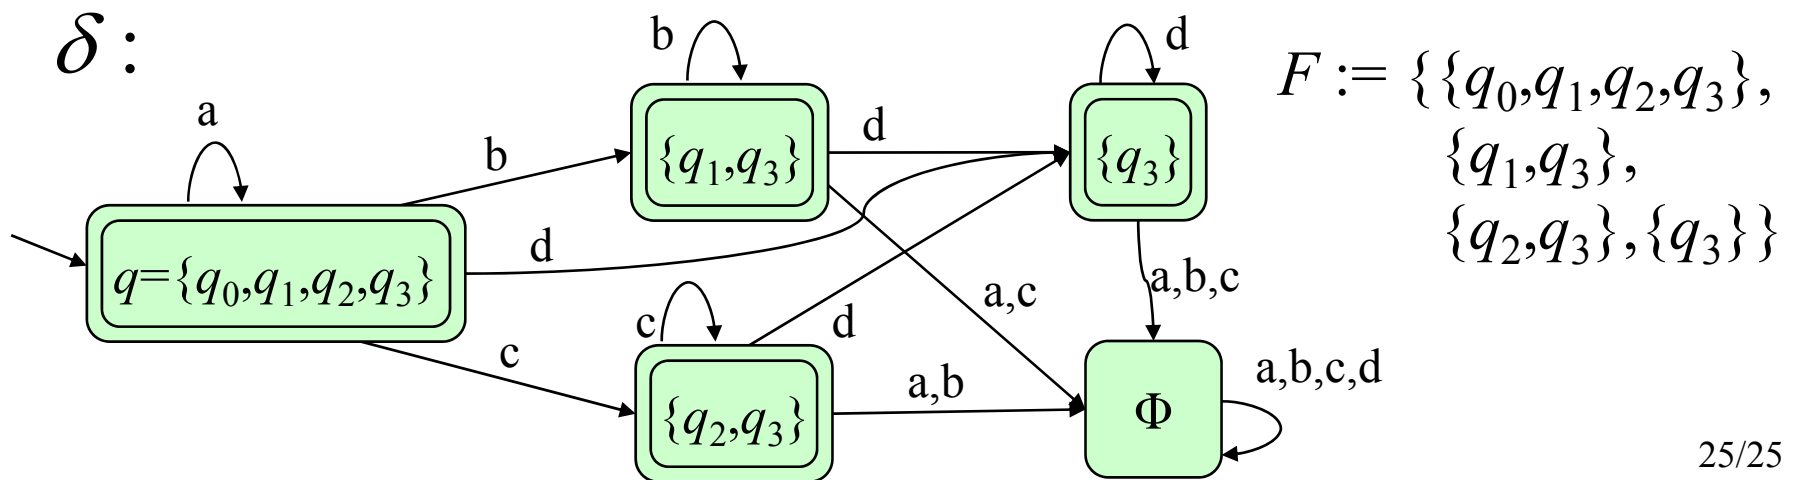 δ :
b
d
F := {{q₀,q₁,q₂,q₃},
{q₁,q₃},
{q₂,q₃},{q₃}}
a
b
{q₁,q₃}
d
{q₃}
q={q₀,q₁,q₂,q₃}
d
a,c
a,b,c
c
d
c
{q₂,q₃}
a,b
Φ
a,b,c,d
25/25